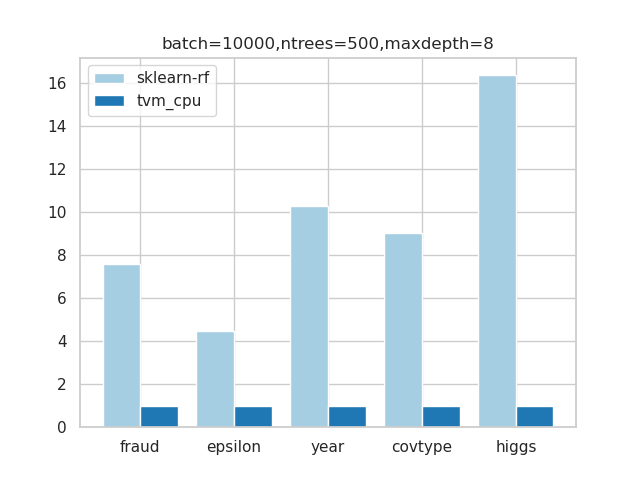 batch=10000,ntrees=500,maxdepth=8
sklearn-rf
tvm_cpu
16
14
12
10
8
6
4
2
0
fraud epsilon year covtype higgs